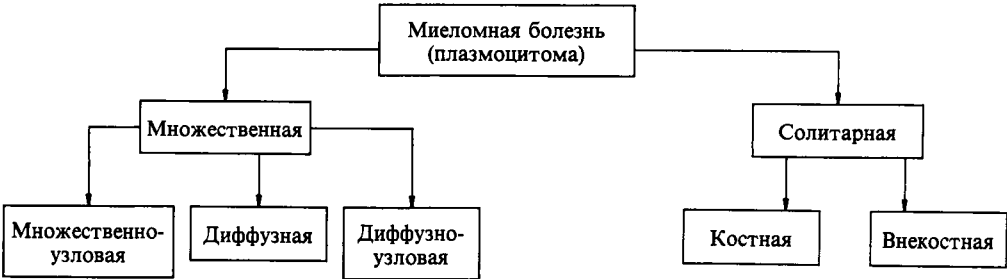 Миеломная болезнь
(плазмоцитома)
Множественная
Солитарная
Множественно-
узловая
Диффузная
Диффузно-
узловая
Костная
Внекостная